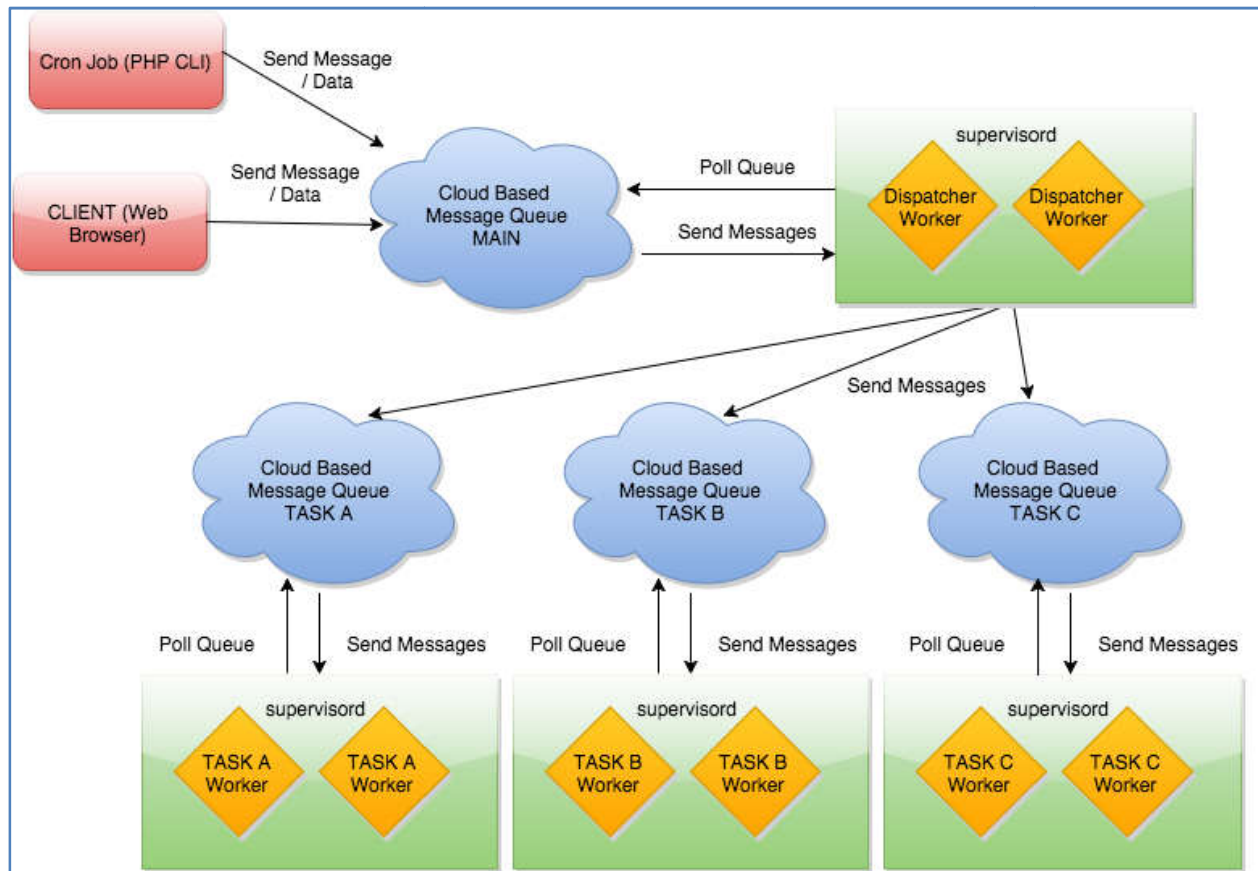 Cron Job (PHP CLI)
Send Message
/ Data
CLIENT (Web
Browser)
Send Message
/ Data
Cloud Based
Message Queue
MAIN
Poll Queue
Send Messages
supervisord
Dispatcher
Worker
Dispatcher
Worker
Send Messages
Cloud Based
Message Queue
TASK A
Cloud Based
Message Queue
TASK B
Cloud Based
Message Queue
TASK C
Poll Queue
Send Messages
Poll Queue
Send Messages
Poll Queue
Send Messages
supervisord
TASK A
Worker
TASK A
Worker
supervisord
TASK B
Worker
TASK B
Worker
supervisord
TASK C
Worker
TASK C
Worker